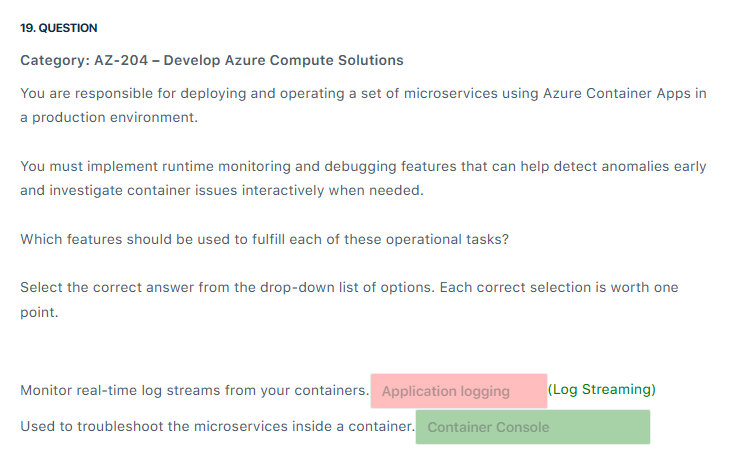 19. QUESTION
Category: AZ-204 – Develop Azure Compute Solutions
You are responsible for deploying and operating a set of microservices using Azure Container Apps in
a production environment.
You must implement runtime monitoring and debugging features that can help detect anomalies early
and investigate container issues interactively when needed.
Which features should be used to fulfill each of these operational tasks?
Select the correct answer from the drop-down list of options. Each correct selection is worth one
point.
Monitor real-time log streams from your containers. Application logging (Log Streaming)
Used to troubleshoot the microservices inside a container. Container Console